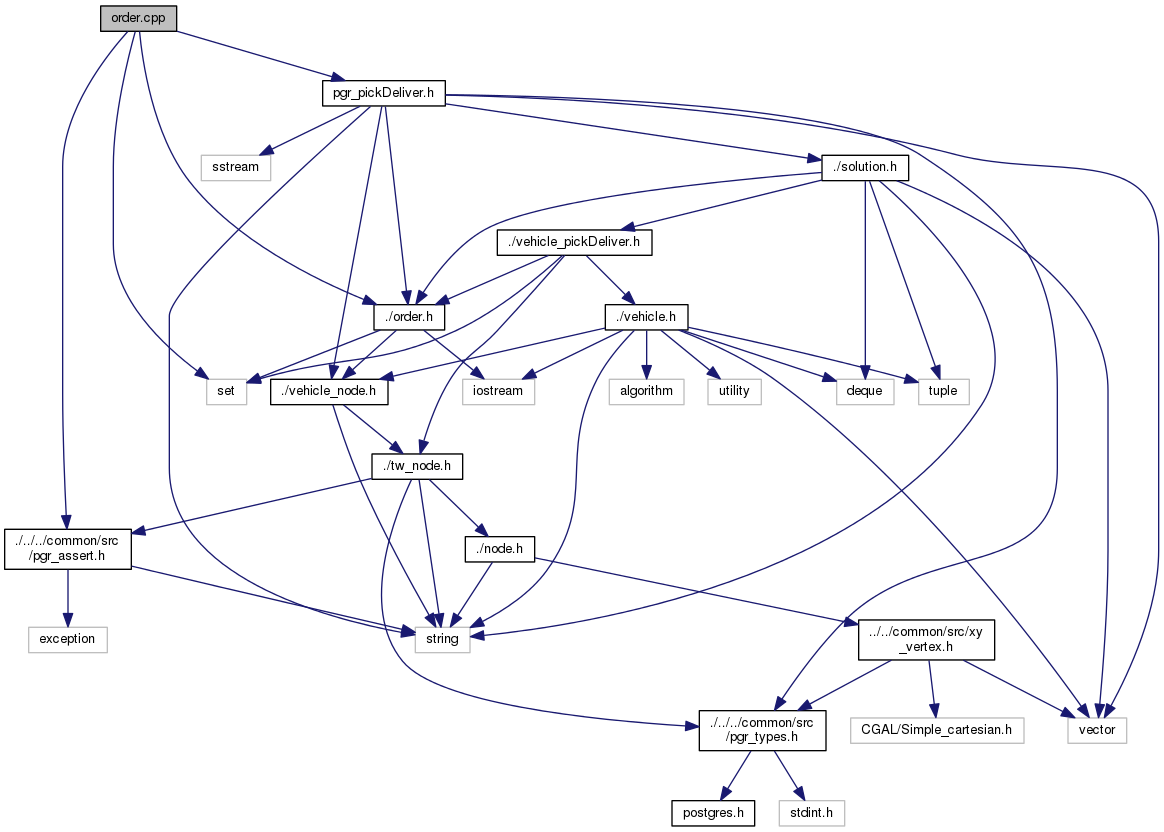 order.cpp
pgr_pickDeliver.h
sstream
./solution.h
./vehicle_pickDeliver.h
./order.h
./vehicle.h
set
./vehicle_node.h
iostream
algorithm
utility
deque
tuple
./tw_node.h
./../../common/src
/pgr_assert.h
./node.h
exception
string
../../common/src/xy
_vertex.h
./../../common/src
/pgr_types.h
CGAL/Simple_cartesian.h
vector
postgres.h
stdint.h